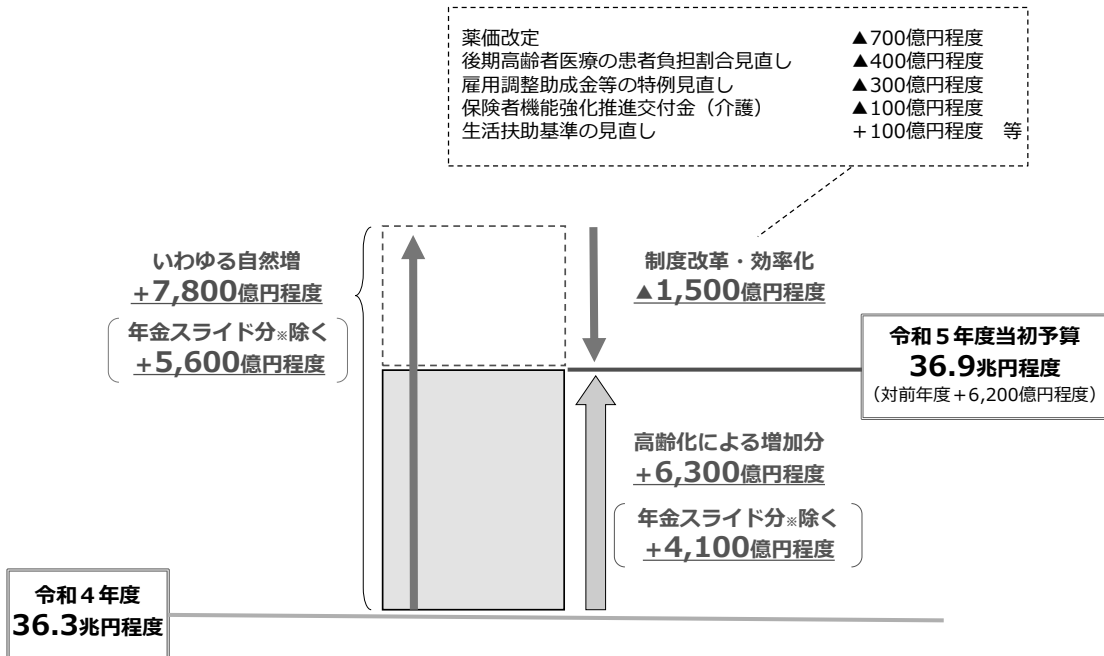 薬価改定 ▲700億円程度
後期高齢者医療の患者負担割合見直し ▲400億円程度
雇用調整助成金等の特例見直し ▲300億円程度
保険者機能強化推進交付金（介護） ▲100億円程度
生活扶助基準の見直し +100億円程度 等
いわゆる自然増
+7,800億円程度
年金スライド分※除く
+5,600億円程度
制度改革・効率化
▲1,500億円程度
令和５年度当初予算
36.9兆円程度
（対前年度+6,200億円程度）
高齢化による増加分
+6,300億円程度
年金スライド分※除く
+4,100億円程度
令和４年度
36.3兆円程度